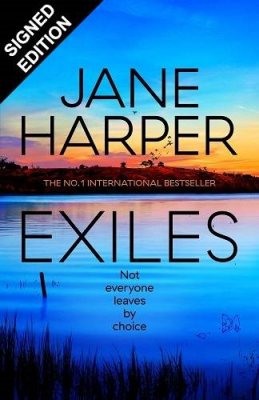 SIGNED
EDITION
JANE
HARPER
THE NO.1 INTERNATIONAL BESTSELLER
EXILES
Not
everyone
leaves
by
choice